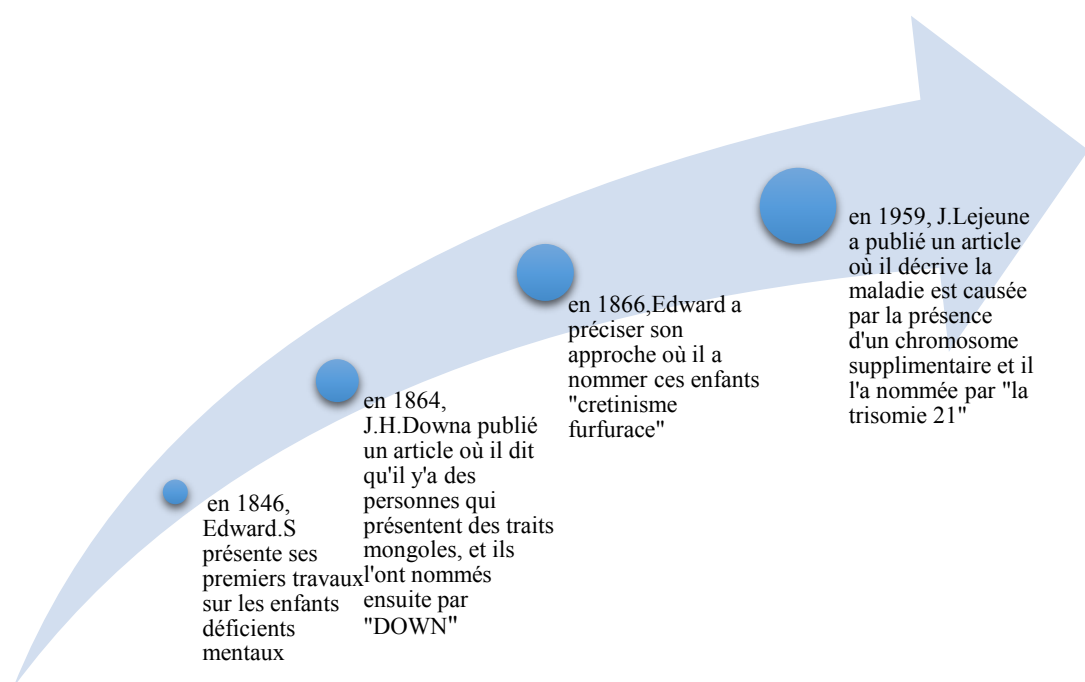 en 1846,
Edward.S
présente ses
premiers travaux
sur les enfants
déficients
mentaux
en 1864,
J.H.Downa publié
un article où il dit
qu'il y'a des
personnes qui
présentent des traits
mongoles, et ils
l'ont nommés
ensuite par
"DOWN"
en 1866,Edward a
préciser son
approche où il a
nommer ces enfants
"cretinisme
furfurace"
en 1959, J.Lejeune
a publié un article
où il décrive la
maladie est causée
par la présence
d'un chromosome
supplimentaire et il
l'a nommée par "la
trisomie 21"